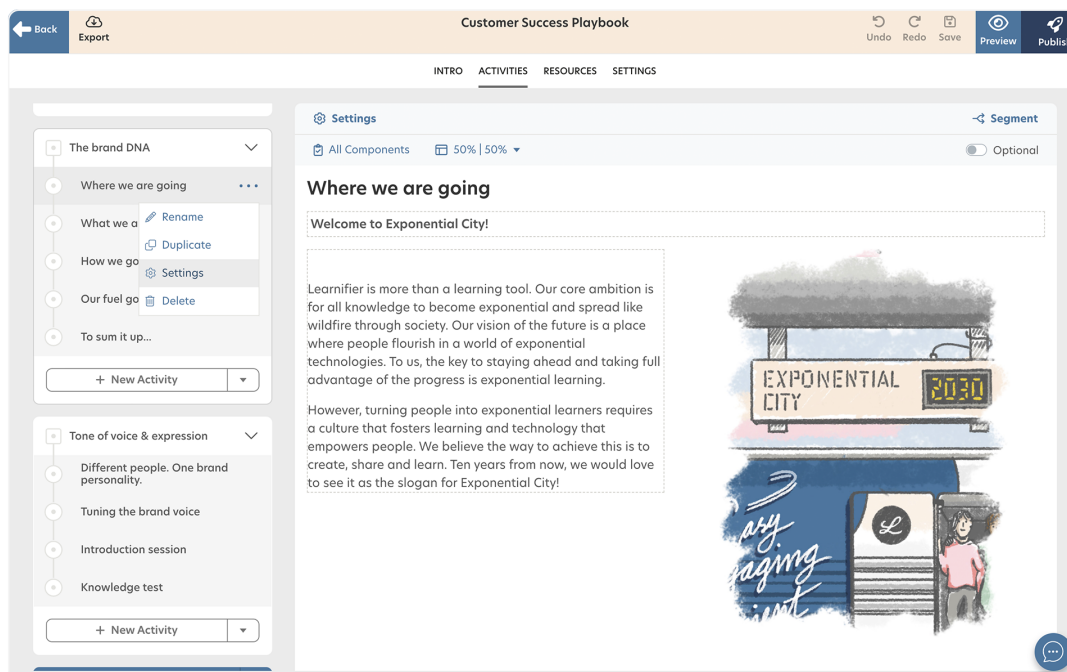 Back
Export
Customer Success Playbook
Undo
Redo
Save
Preview
Publis
INTRO
ACTIVITIES
RESOURCES
SETTINGS
The brand DNA
Where we are going
What we a
How we go
Our fuel go
To sum it up...
Rename
Duplicate
Settings
Delete
+ New Activity
Tone of voice & expression
Different people. One brand
personality.
Tuning the brand voice
Introduction session
Knowledge test
+ New Activity
Settings
Segment
All Components
50% | 50%
Optional
Where we are going
Welcome to Exponential City!
Learnifier is more than a learning tool. Our core ambition is
for all knowledge to become exponential and spread like
wildfire through society. Our vision of the future is a place
where people flourish in a world of exponential
technologies. To us, the key to staying ahead and taking full
advantage of the progress is exponential learning.
However, turning people into exponential learners requires
a culture that fosters learning and technology that
empowers people. We believe the way to achieve this is to
create, share and learn. Ten years from now, we would love
to see it as the slogan for Exponential City!
EXPONENTIAL
CITY
2030
L
asy
gaging
ient